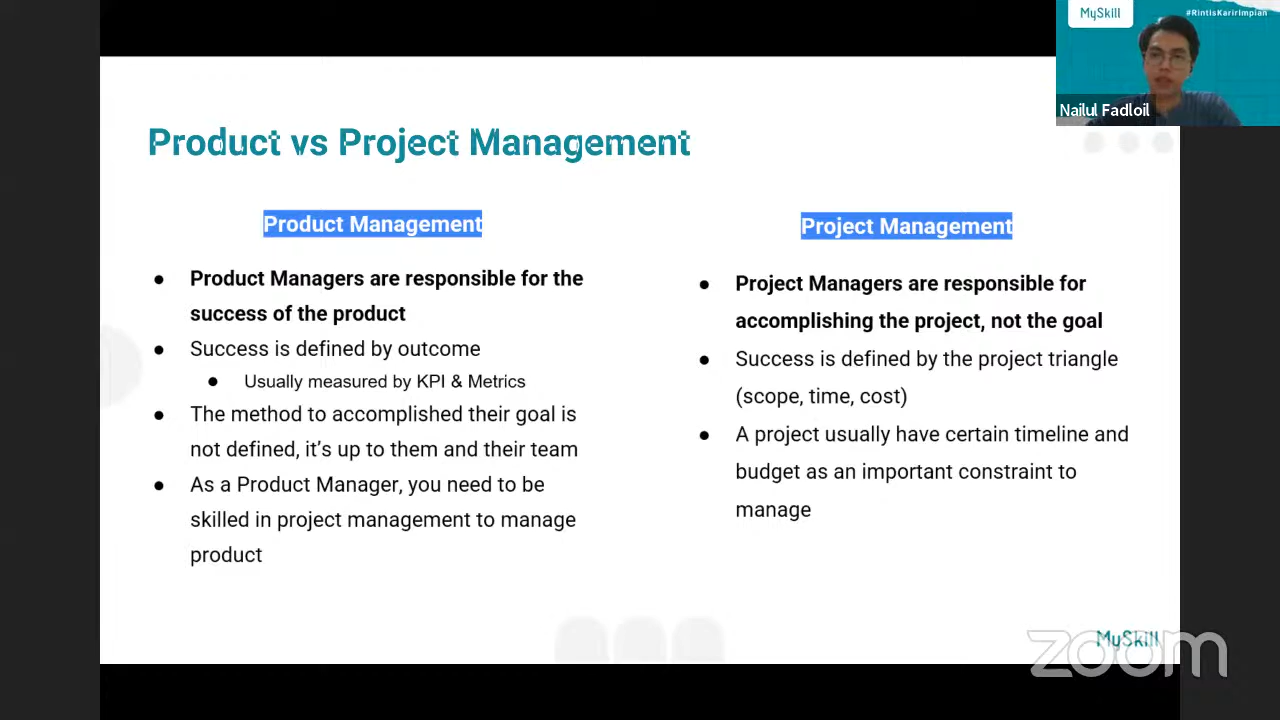 MySkill
#RintisKarirImpian
Nailul Fadloil
Product vs Project Management
Product Management
● Product Managers are responsible for the
success of the product
● Success is defined by outcome
● Usually measured by KPI & Metrics
● The method to accomplished their goal is
not defined, it’s up to them and their team
● As a Product Manager, you need to be
skilled in project management to manage
product
Project Management
● Project Managers are responsible for
accomplishing the project, not the goal
● Success is defined by the project triangle
(scope, time, cost)
● A project usually have certain timeline and
budget as an important constraint to
manage
MySkill
zoom